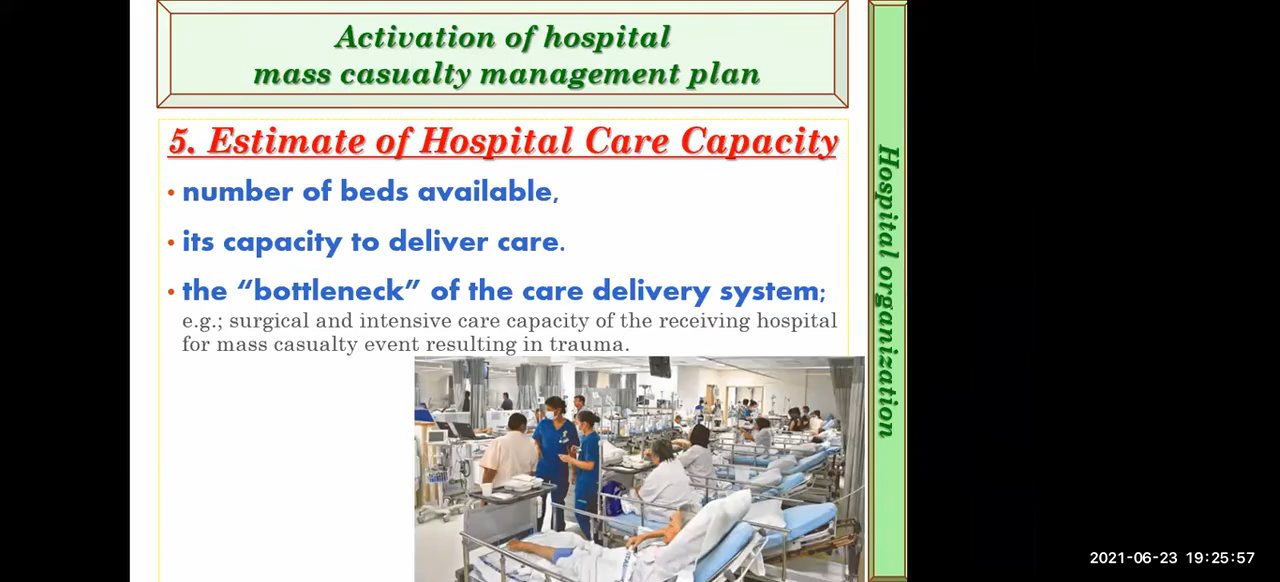 Activation of hospital
mass casualty management plan
5. Estimate of Hospital Care Capacity
• number of beds available,
• its capacity to deliver care.
• the “bottleneck” of the care delivery system;
e.g.; surgical and intensive care capacity of the receiving hospital
for mass casualty event resulting in trauma.
Hospital organization
2021-06-23 19:25:57